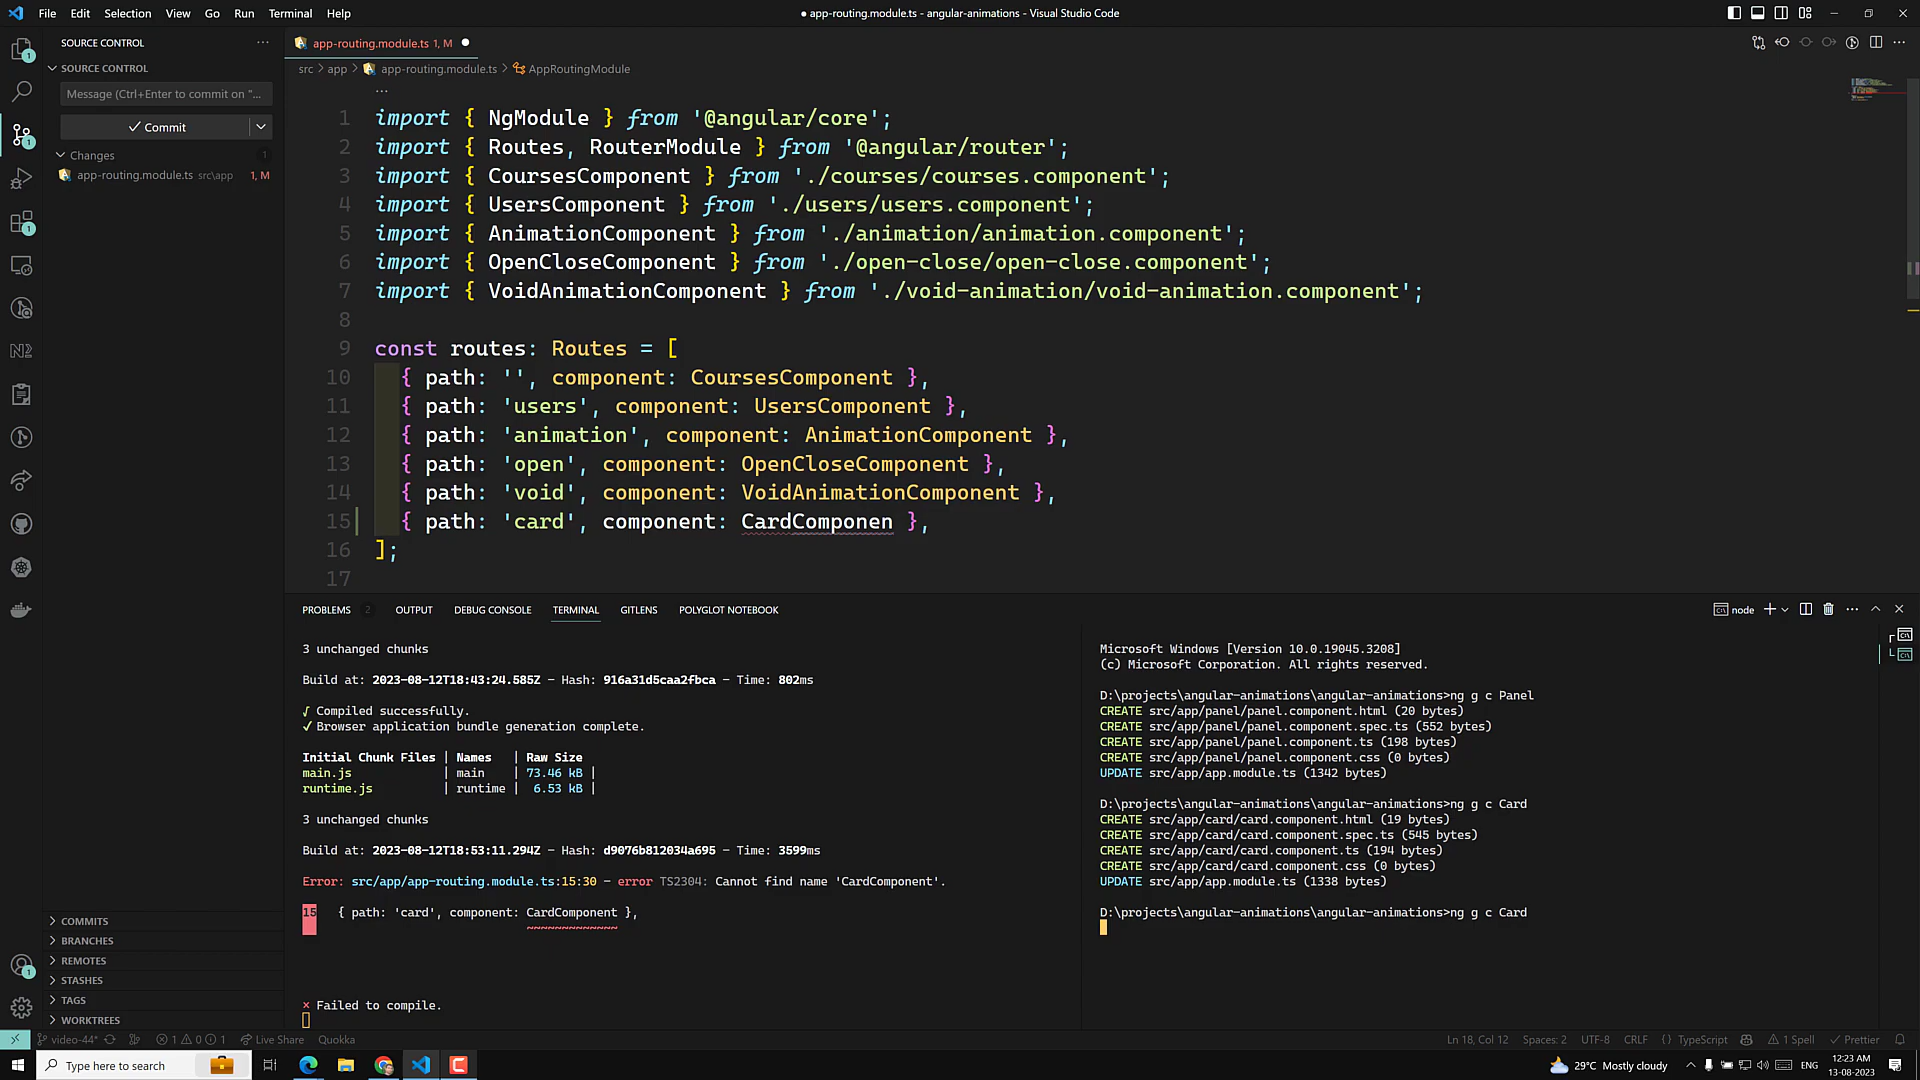 File Edit Selection View Go Run Terminal Help
● app-routing.module.ts - angular-animations - Visual Studio Code
SOURCE CONTROL
SOURCE CONTROL
Message (Ctrl+Enter to commit on "...
Commit
Changes 1
app-routing.module.ts src\app 1, M
COMMITS
BRANCHES
REMOTES
STASHES
TAGS
WORKTREES
app-routing.module.ts 1, M
src > app > app-routing.module.ts > AppRoutingModule
...
1 import { NgModule } from '@angular/core';
2 import { Routes, RouterModule } from '@angular/router';
3 import { CoursesComponent } from './courses/courses.component';
4 import { UsersComponent } from './users/users.component';
5 import { AnimationComponent } from './animation/animation.component';
6 import { OpenCloseComponent } from './open-close/open-close.component';
7 import { VoidAnimationComponent } from './void-animation/void-animation.component';
8
9 const routes: Routes = [
10 { path: '', component: CoursesComponent },
11 { path: 'users', component: UsersComponent },
12 { path: 'animation', component: AnimationComponent },
13 { path: 'open', component: OpenCloseComponent },
14 { path: 'void', component: VoidAnimationComponent },
15 { path: 'card', component: CardComponen },
16 ];
17
PROBLEMS 2 OUTPUT DEBUG CONSOLE TERMINAL GITLENS POLYGLOT NOTEBOOK
node
3 unchanged chunks
Build at: 2023-08-12T18:43:24.585Z - Hash: 916a31d5caa2fbca - Time: 802ms
√ Compiled successfully.
✓ Browser application bundle generation complete.
Initial Chunk Files | Names | Raw Size
main.js | main | 73.46 kB |
runtime.js | runtime | 6.53 kB |
3 unchanged chunks
Build at: 2023-08-12T18:53:11.294Z - Hash: d9076b812034a695 - Time: 3599ms
Error: src/app/app-routing.module.ts:15:30 - error TS2304: Cannot find name 'CardComponent'.
15 { path: 'card', component: CardComponent },
~~~~~~~~~~~~~
× Failed to compile.
Microsoft Windows [Version 10.0.19045.3208]
(c) Microsoft Corporation. All rights reserved.
D:\projects\angular-animations\angular-animations>ng g c Panel
CREATE src/app/panel/panel.component.html (20 bytes)
CREATE src/app/panel/panel.component.spec.ts (552 bytes)
CREATE src/app/panel/panel.component.ts (198 bytes)
CREATE src/app/panel/panel.component.css (0 bytes)
UPDATE src/app/app.module.ts (1342 bytes)
D:\projects\angular-animations\angular-animations>ng g c Card
CREATE src/app/card/card.component.html (19 bytes)
CREATE src/app/card/card.component.spec.ts (545 bytes)
CREATE src/app/card/card.component.ts (194 bytes)
CREATE src/app/card/card.component.css (0 bytes)
UPDATE src/app/app.module.ts (1338 bytes)
D:\projects\angular-animations\angular-animations>ng g c Card
video-44* 1 0 1 Live Share Quokka
Ln 18, Col 12 Spaces: 2 UTF-8 CRLF { } TypeScript 1 Spell Prettier
Type here to search
29°C Mostly cloudy
ENG
12:23 AM
13-08-2023